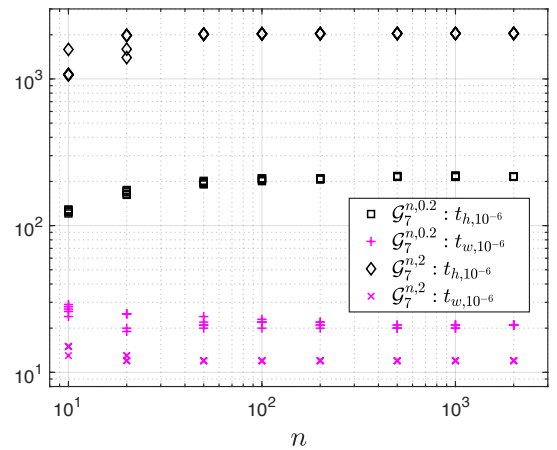 10^3
10^2
10^1
10^1
10^2
10^3
n
𝒢_7^{n,0.2} : t_{h,10^{-6}}
𝒢_7^{n,0.2} : t_{w,10^{-6}}
𝒢_7^{n,2} : t_{h,10^{-6}}
𝒢_7^{n,2} : t_{w,10^{-6}}